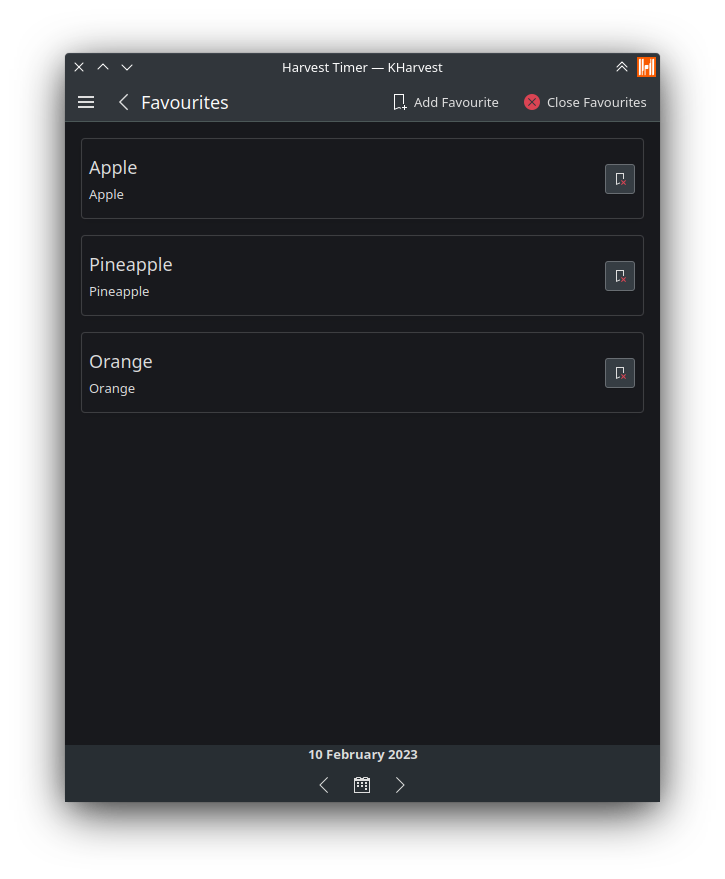 Harvest Timer — KHarvest
Favourites
Add Favourite
Close Favourites
Apple
Apple
Pineapple
Pineapple
Orange
Orange
10 February 2023